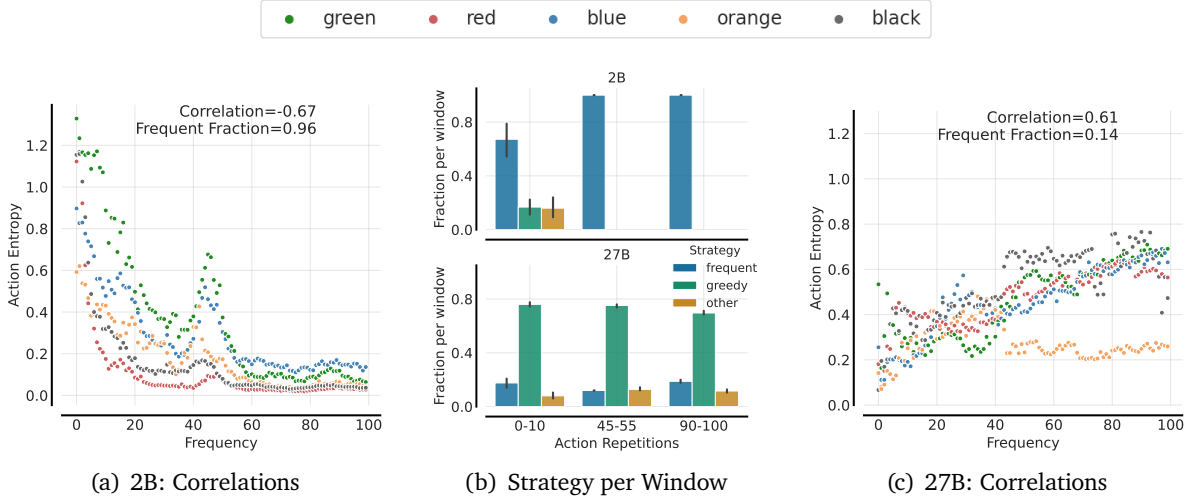 green red blue orange black
Correlation=-0.67
Frequent Fraction=0.96
1.2
1.0
0.8
0.6
0.4
0.2
0.0
Action Entropy
0 20 40 60 80 100
Frequency
(a) 2B: Correlations
2B
0.8
0.4
0.0
Fraction per window
27B
Strategy
frequent
greedy
other
0.8
0.4
0.0
Fraction per window
0-10 45-55 90-100
Action Repetitions
(b) Strategy per Window
Correlation=0.61
Frequent Fraction=0.14
1.2
1.0
0.8
0.6
0.4
0.2
0.0
Action Entropy
0 20 40 60 80 100
Frequency
(c) 27B: Correlations